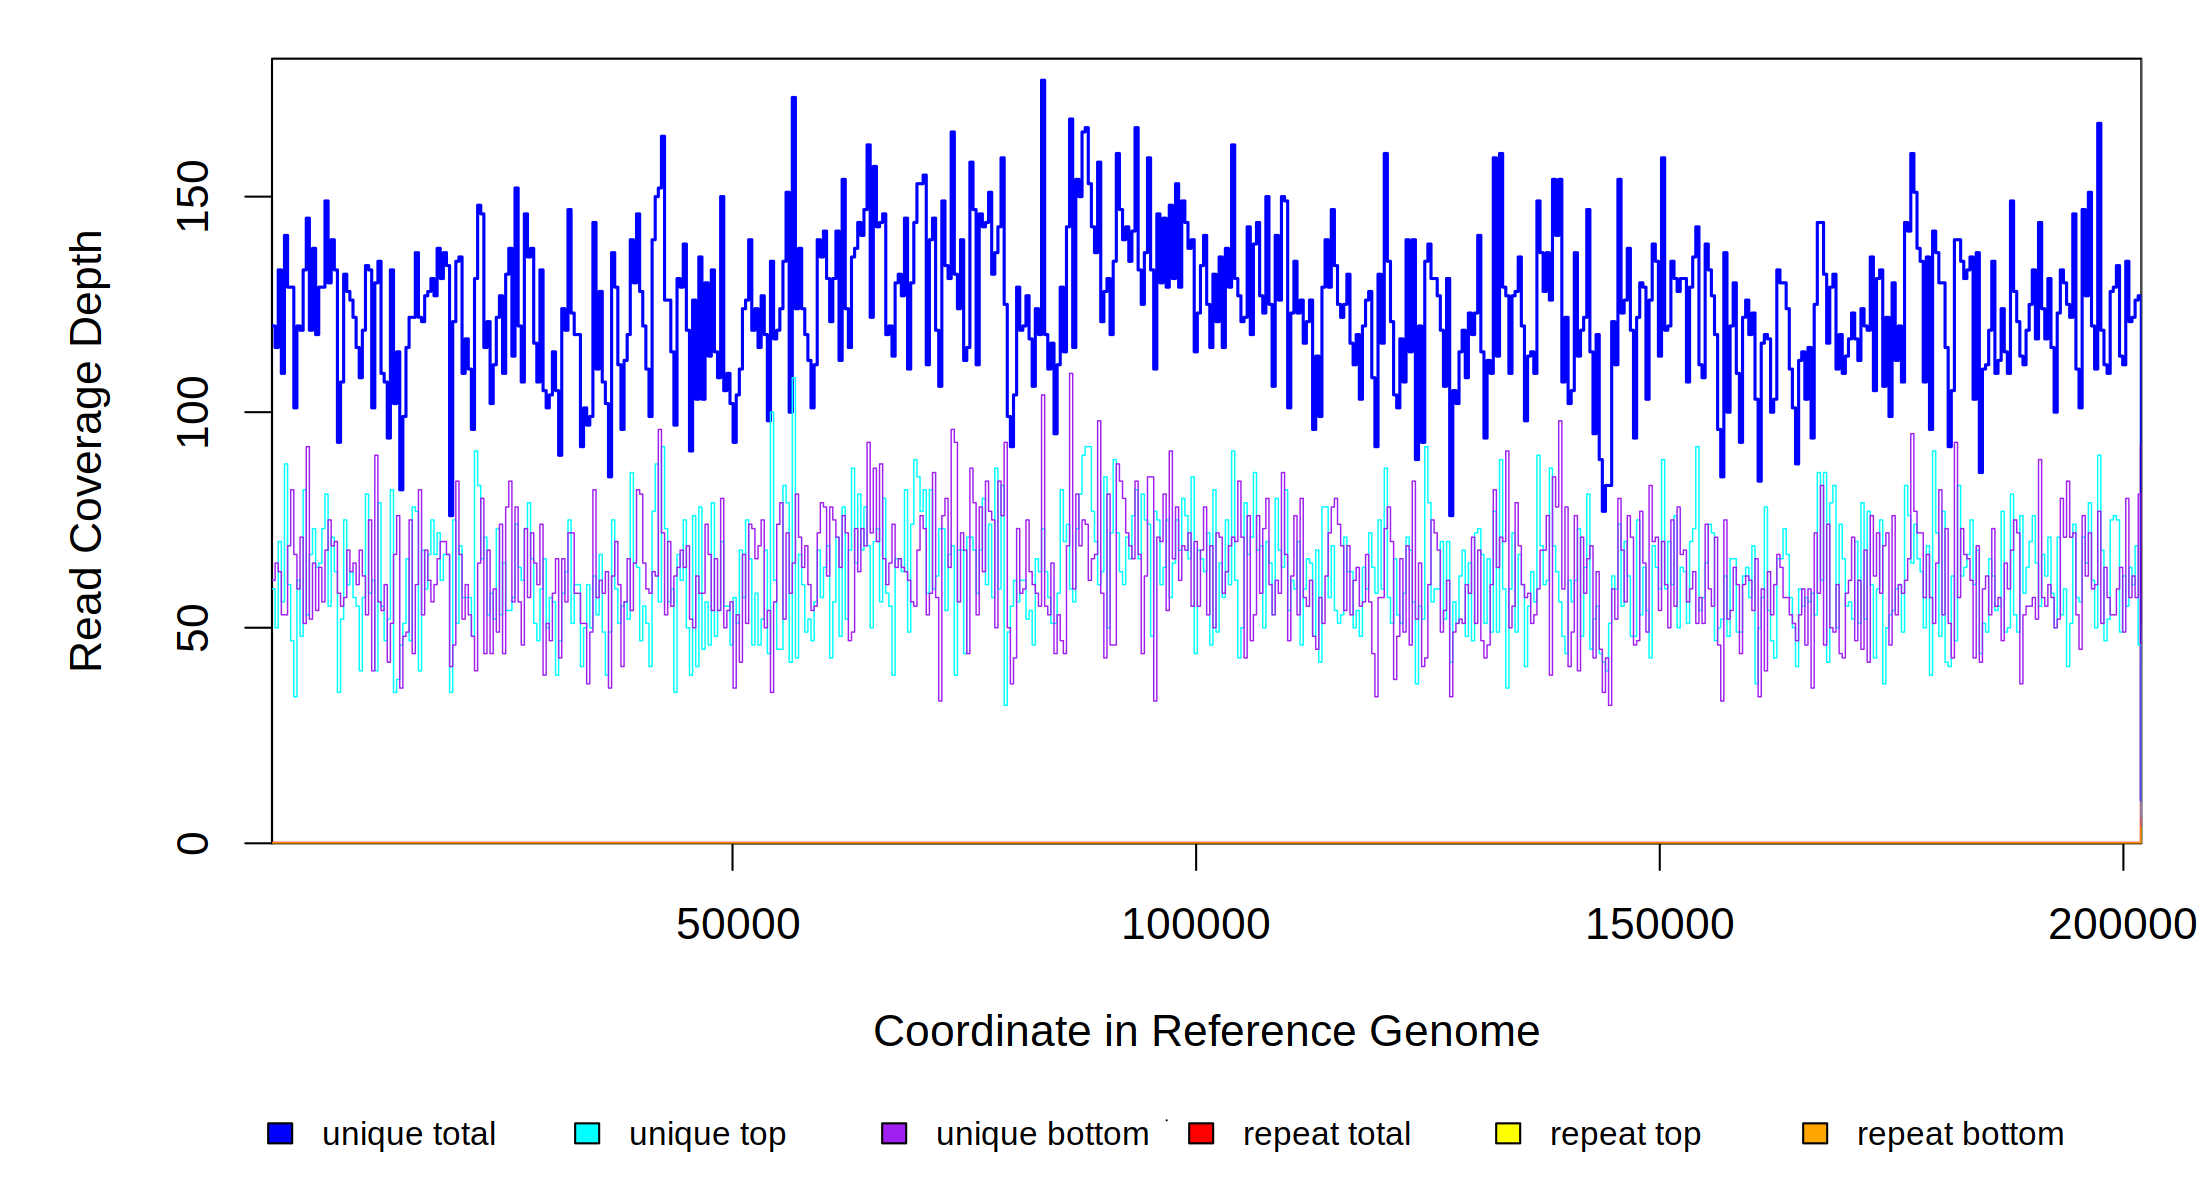 Read Coverage Depth
150
100
50
0
50000 100000 150000 200000
Coordinate in Reference Genome
unique total unique top unique bottom repeat total repeat top repeat bottom